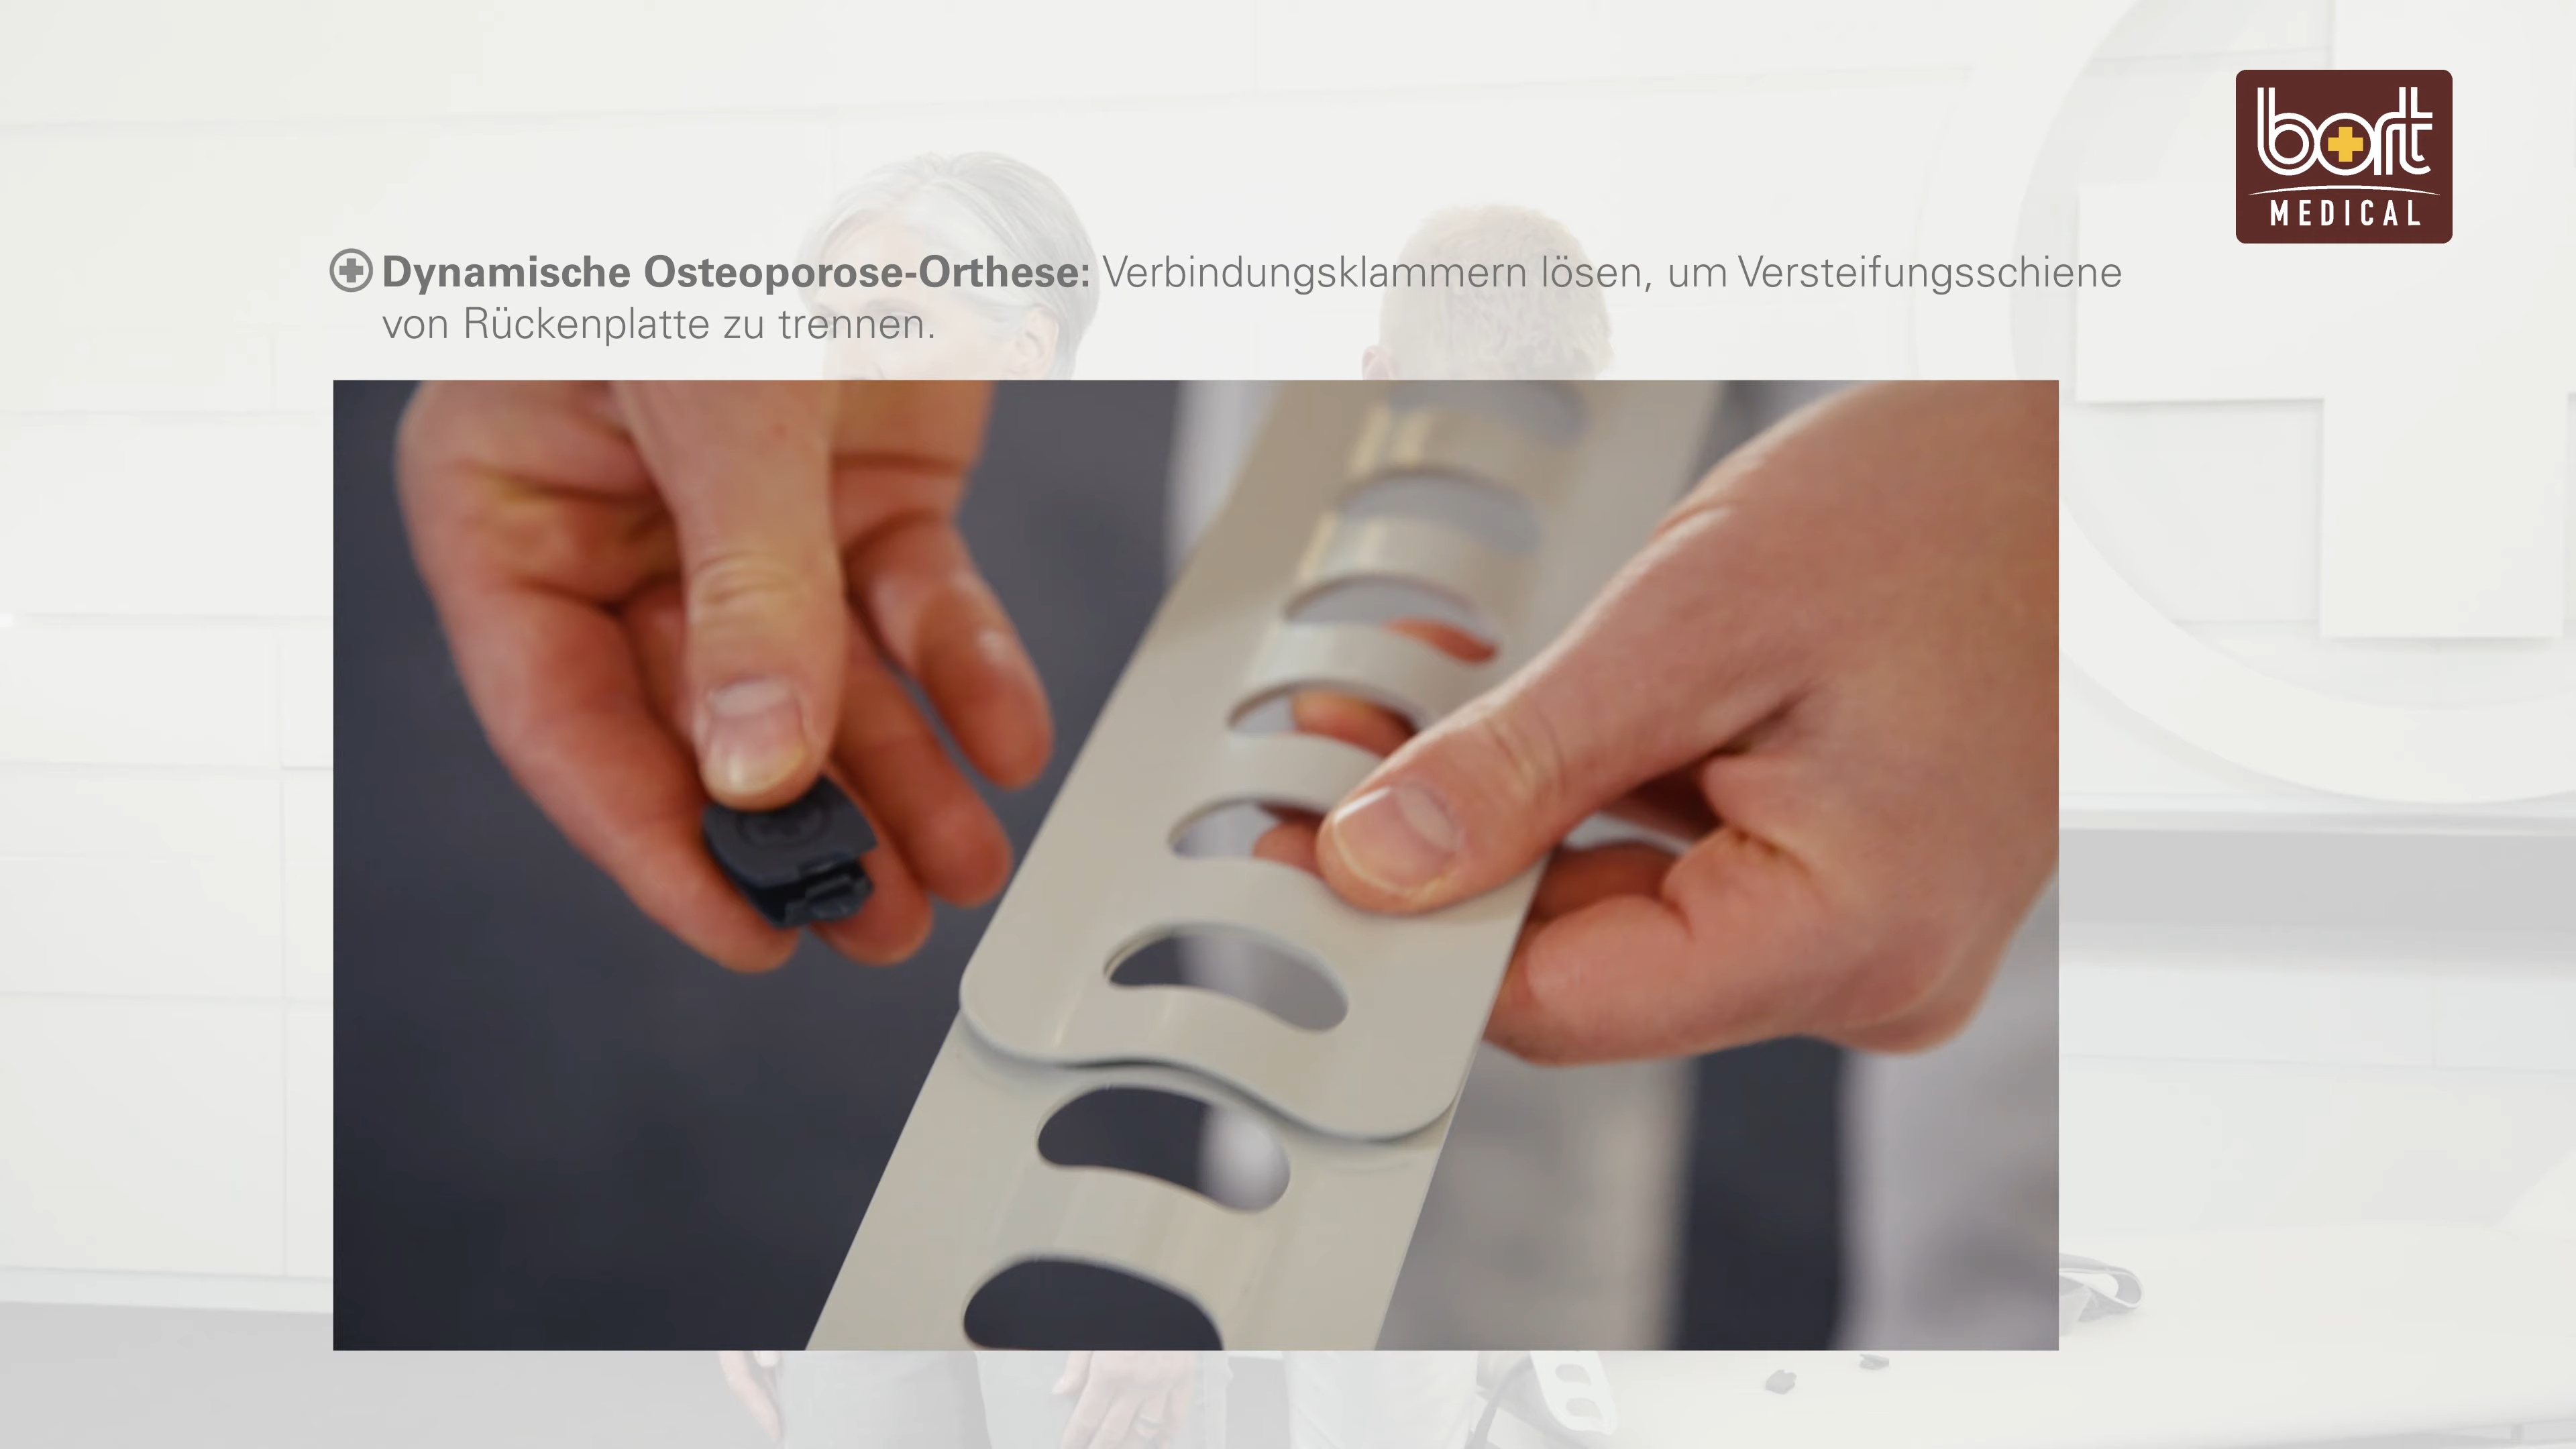 bort
MEDICAL
Dynamische Osteoporose-Orthese: Verbindungsklammern lösen, um Versteifungsschiene
von Rückenplatte zu trennen.